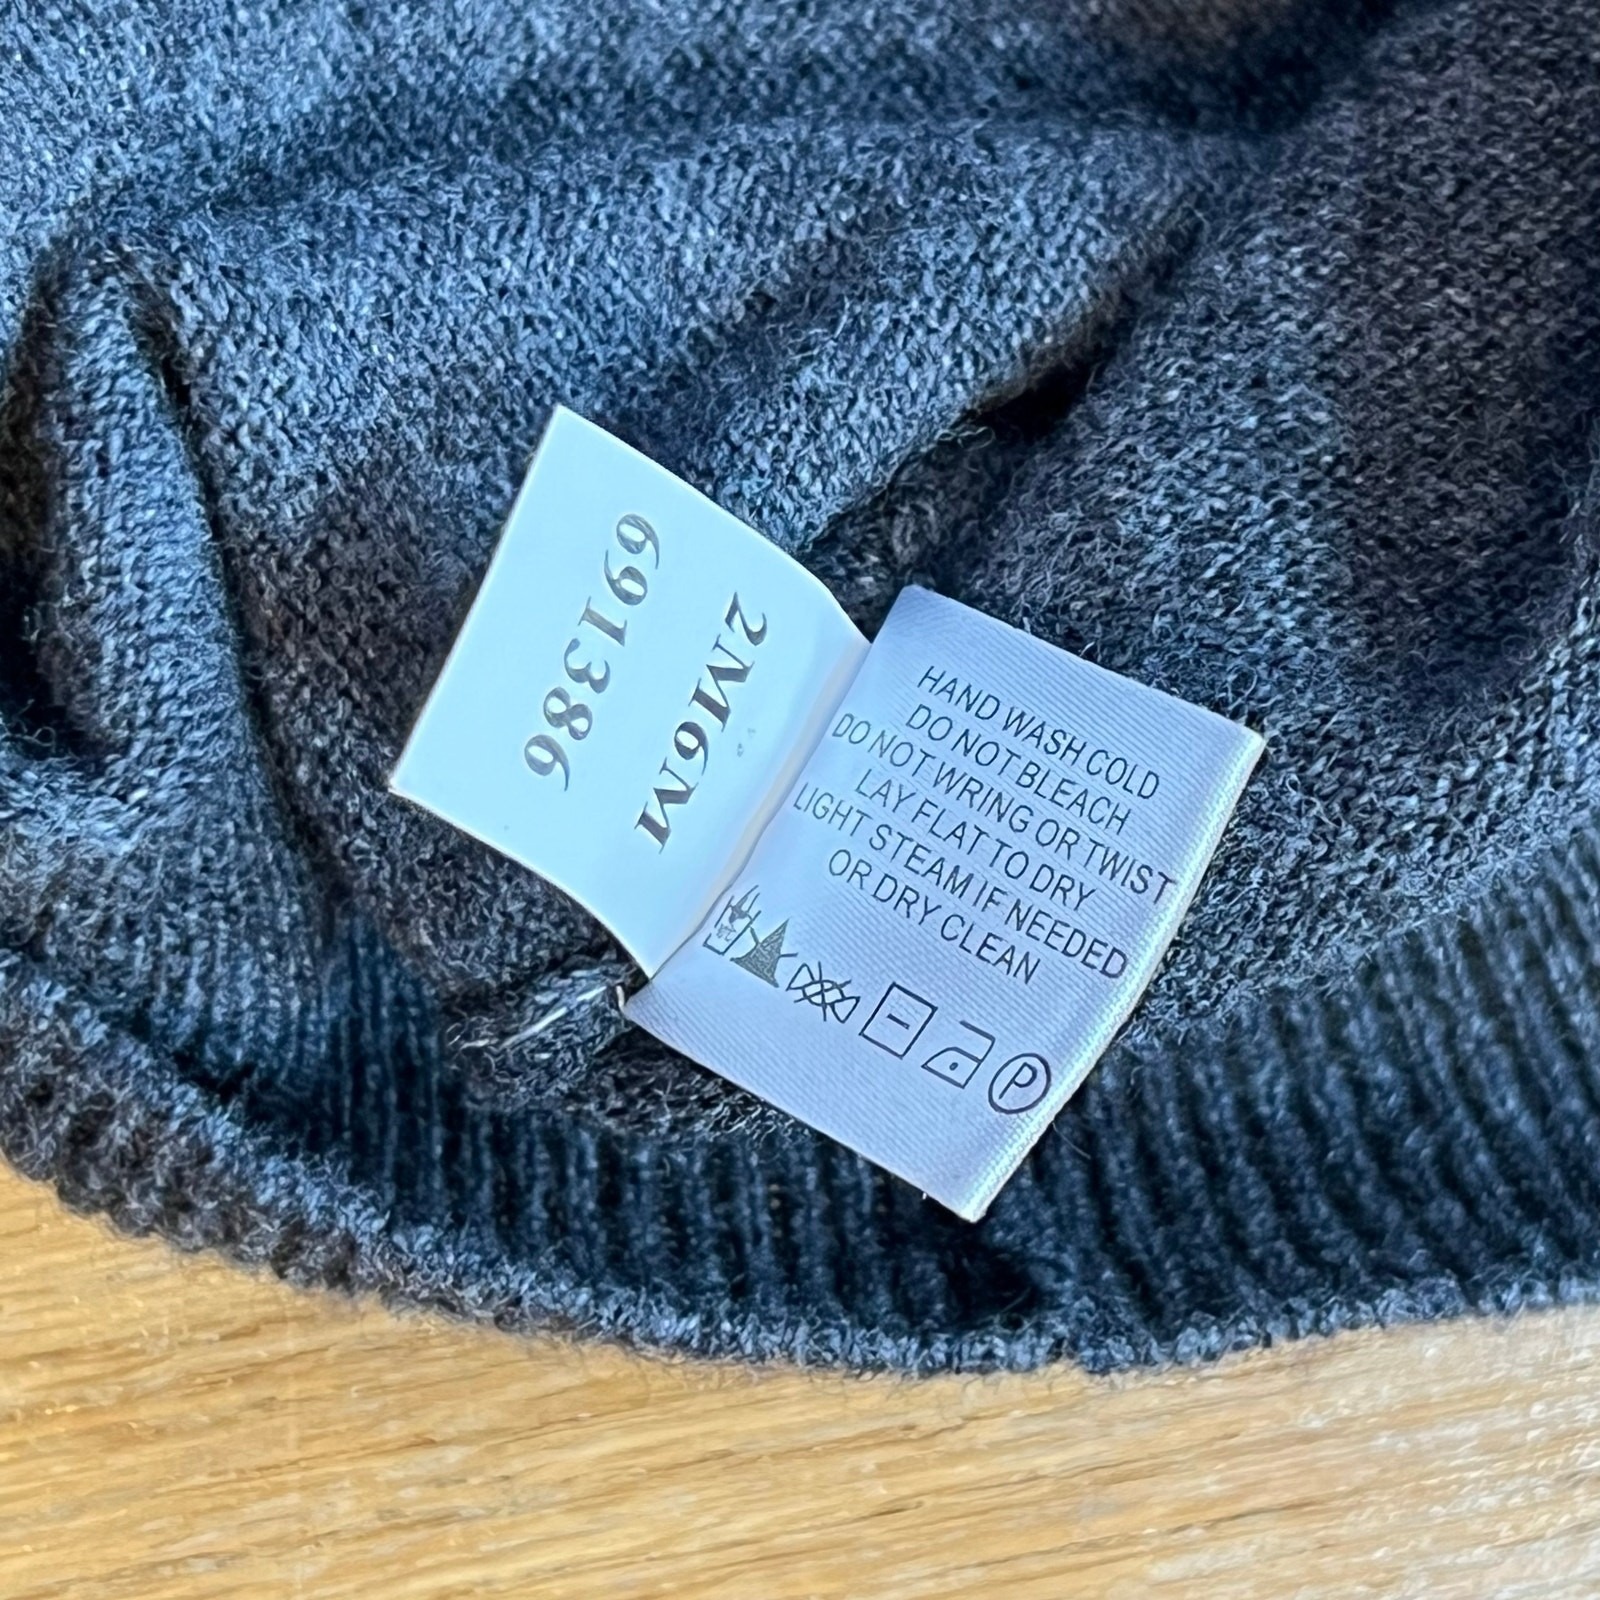 691386
2M6M
HAND WASH COLD
DO NOT BLEACH
DO NOT WRING OR TWIST
LAY FLAT TO DRY
LIGHT STEAM IF NEEDED
OR DRY CLEAN
P